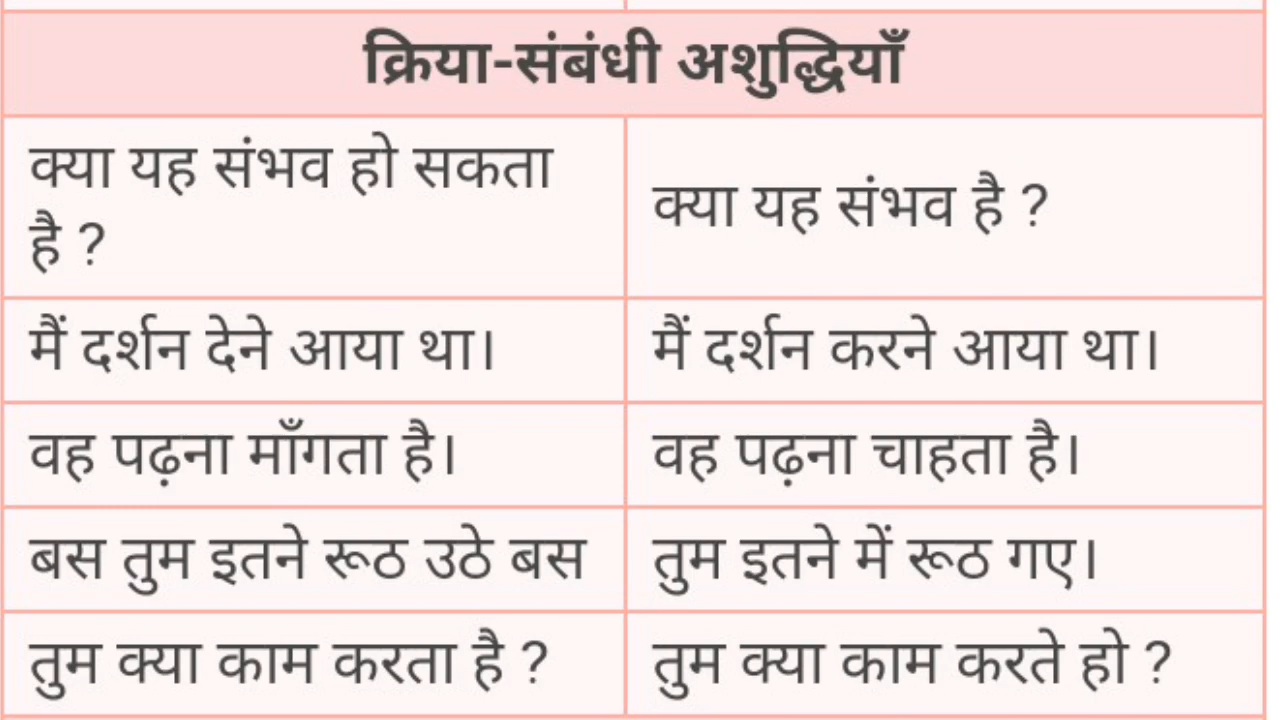 क्रिया-संबंधी अशुद्धियाँ
क्या यह संभव हो सकता
है ?
क्या यह संभव है ?
मैं दर्शन देने आया था।
मैं दर्शन करने आया था।
वह पढ़ना माँगता है।
वह पढ़ना चाहता है।
बस तुम इतने रूठ उठे बस
तुम इतने में रूठ गए।
तुम क्या काम करता है ?
तुम क्या काम करते हो ?